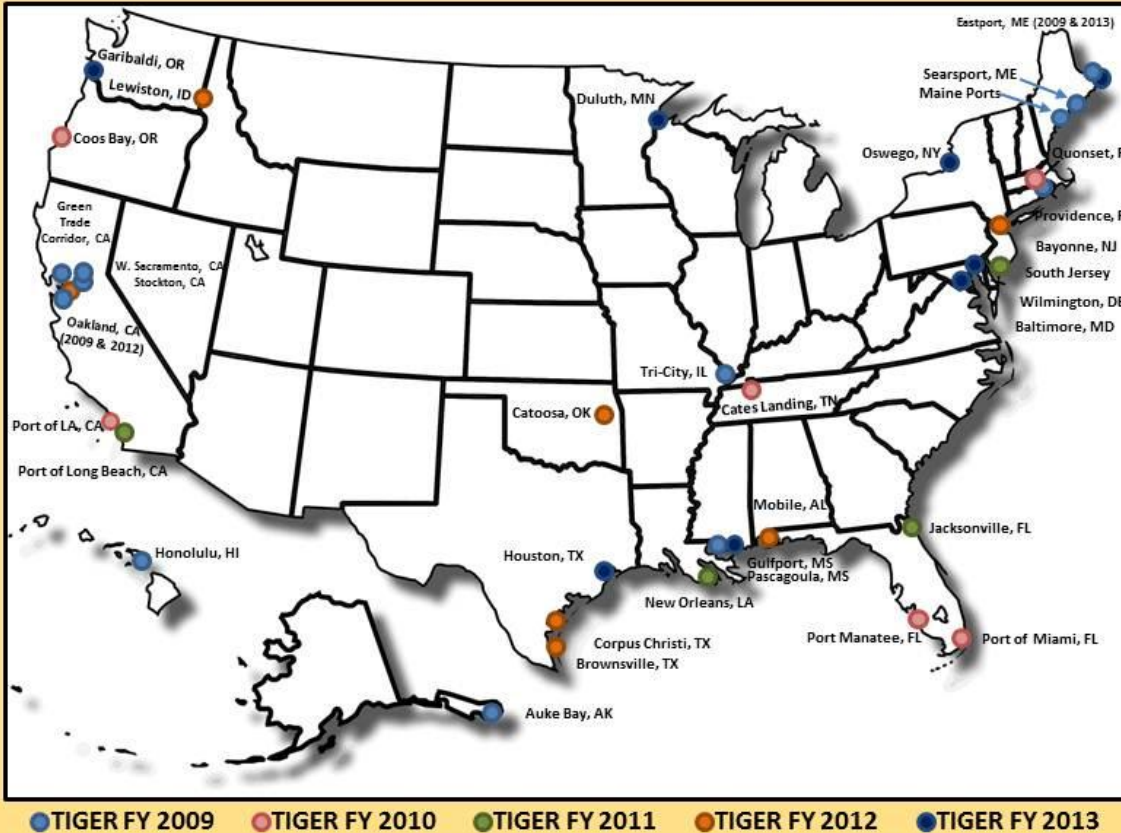 Eastport, ME (2009 & 2013)
Garibaldi, OR
Searsport, ME
Lewiston, ID
Maine Ports
Duluth, MN
Coos Bay, OR
Oswego, NY
Quonset,
Green
Trade
Corridor, CA
Providence,
Bayonne, NJ
W. Sacramento, CA
Stockton, CA
South Jersey
Wilmington, DE
Baltimore, MD
Oakland, CA
(2009 & 2012)
Tri-City, IL
Cates Landing, TN
Catoosa, OK
Port of LA, CA
Port of Long Beach, CA
Mobile, AL
Jacksonville, FL
Honolulu, HI
Houston, TX
Gulfport, MS
Pascagoula, MS
New Orleans, LA
Port Manatee, FL
Port of Miami, FL
Corpus Christi, TX
Brownsville, TX
Auke Bay, AK
TIGER FY 2009 TIGER FY 2010 TIGER FY 2011 TIGER FY 2012 TIGER FY 2013